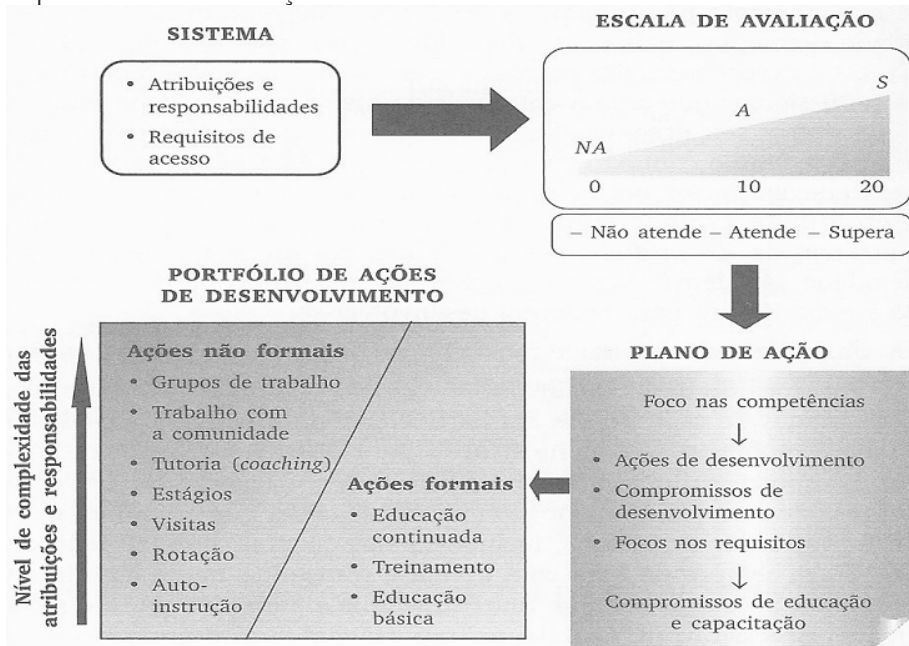 SISTEMA
• Atribuições e
responsabilidades
• Requisitos de
acesso
ESCALA DE AVALIAÇÃO
NA
A
S
0
10
20
– Não atende – Atende – Supera
PLANO DE AÇÃO
Foco nas competências
↓
• Ações de desenvolvimento
• Compromissos de
desenvolvimento
• Focos nos requisitos
↓
Compromissos de educação
e capacitação
PORTFÓLIO DE AÇÕES
DE DESENVOLVIMENTO
Nível de complexidade das
atribuições e responsabilidades
Ações não formais
• Grupos de trabalho
• Trabalho com
a comunidade
• Tutoria (coaching)
• Estágios
• Visitas
• Rotação
• Auto-
instrução
Ações formais
• Educação
continuada
• Treinamento
• Educação
básica